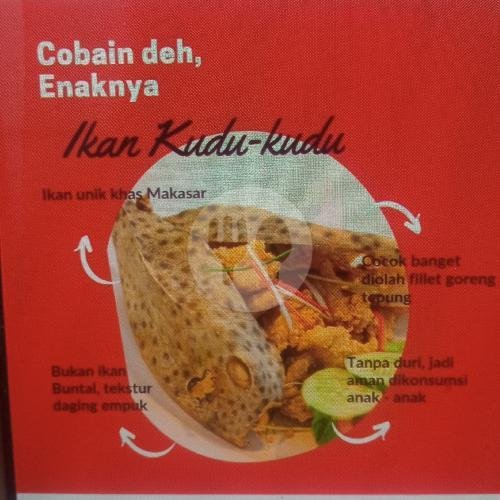 Cobain deh,
Enaknya
Ikan Kudu-kudu
Ikan unik khas Makasar
Cocok banget
diolah fillet goreng
tepung
Bukan ikan
Buntal, tekstur
daging empuk
Tanpa duri, jadi
aman dikonsumsi
anak - anak